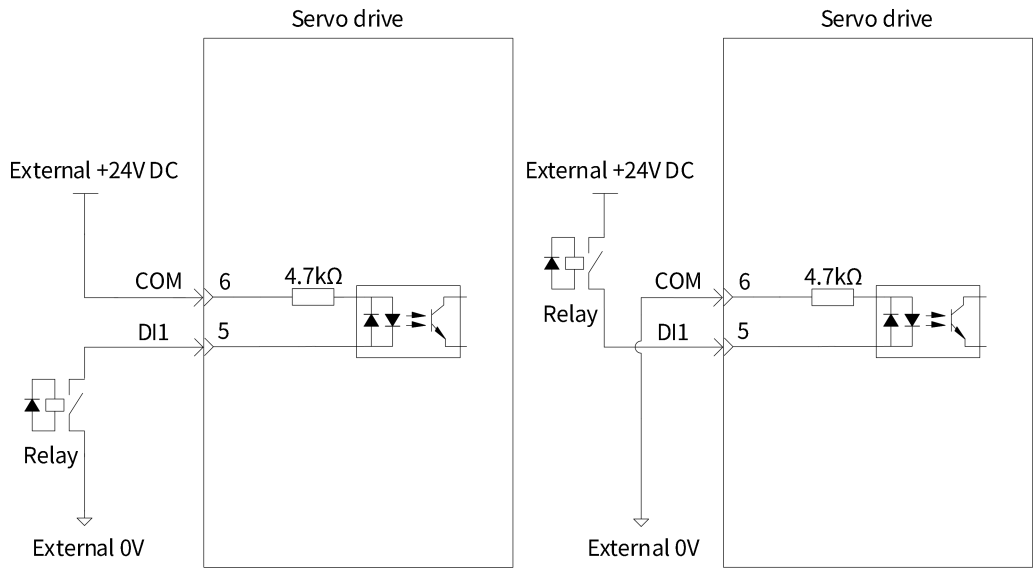 Servo drive
External +24V DC
COM
6
4.7kΩ
DI1
5
Relay
External 0V
Servo drive
External +24V DC
Relay
COM
6
4.7kΩ
DI1
5
External 0V